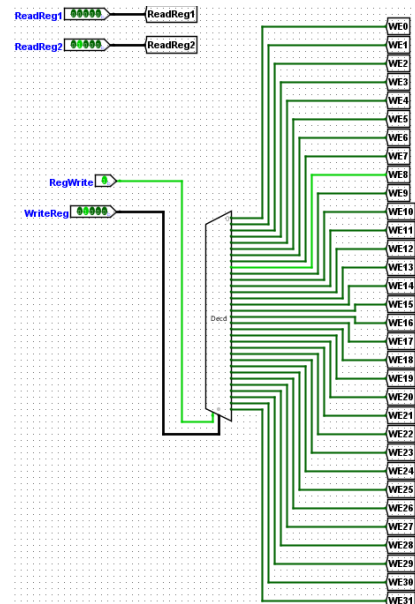 ReadReg1 ReadReg1
ReadReg2 ReadReg2
RegWrite
WriteReg
Decd
WE0
WE1
WE2
WE3
WE4
WE5
WE6
WE7
WE8
WE9
WE10
WE11
WE12
WE13
WE14
WE15
WE16
WE17
WE18
WE19
WE20
WE21
WE22
WE23
WE24
WE25
WE26
WE27
WE28
WE29
WE30
WE31